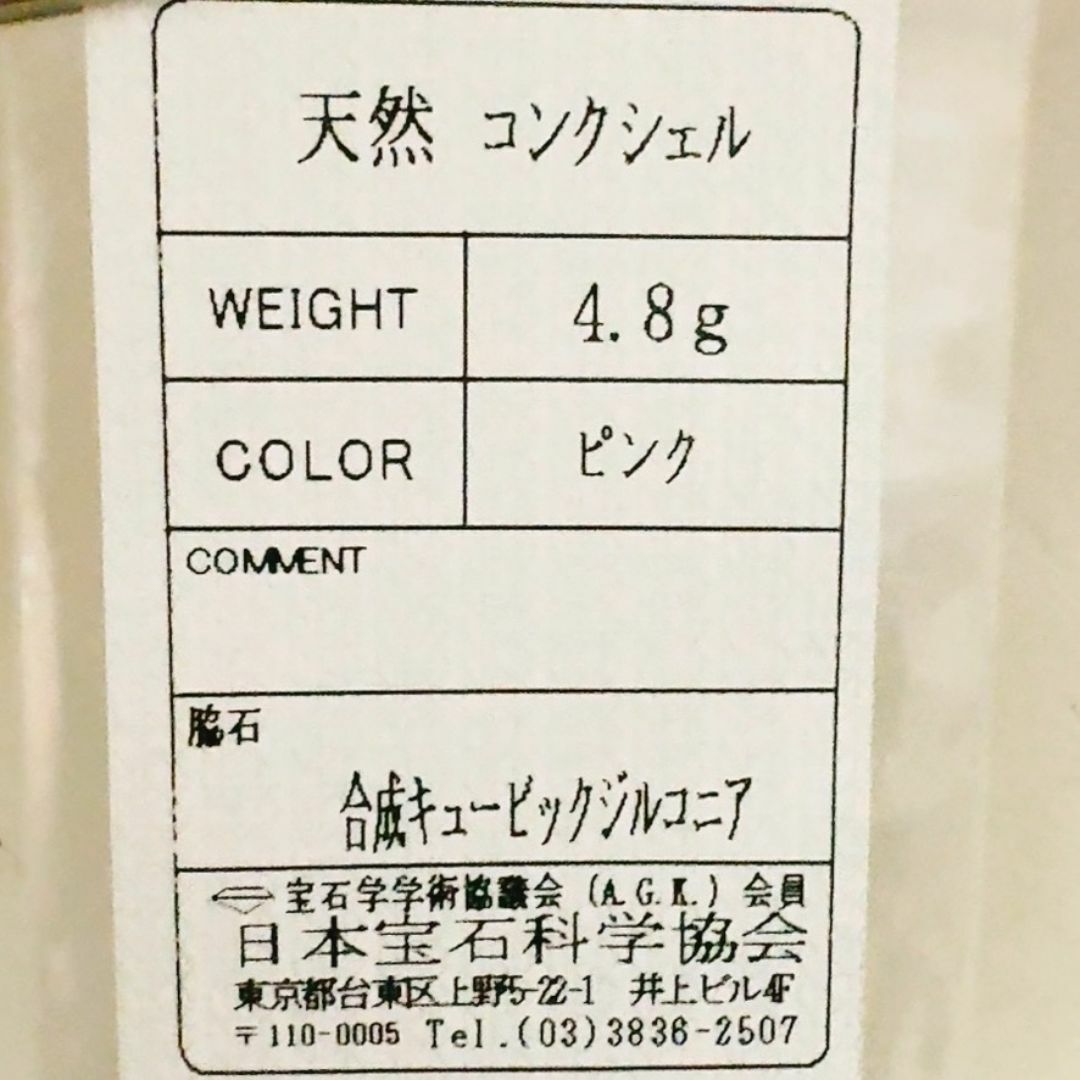 天然 コンクシェル
WEIGHT 4.8g
COLOR ピンク
COMMENT
脇石
合成キュービックジルコニア
宝石学学術協議会 (A.G.K.) 会員
日本宝石科学協会
東京都台東区上野5-22-1 井上ビル4F
〒110-0005 Tel.(03)3836-2507